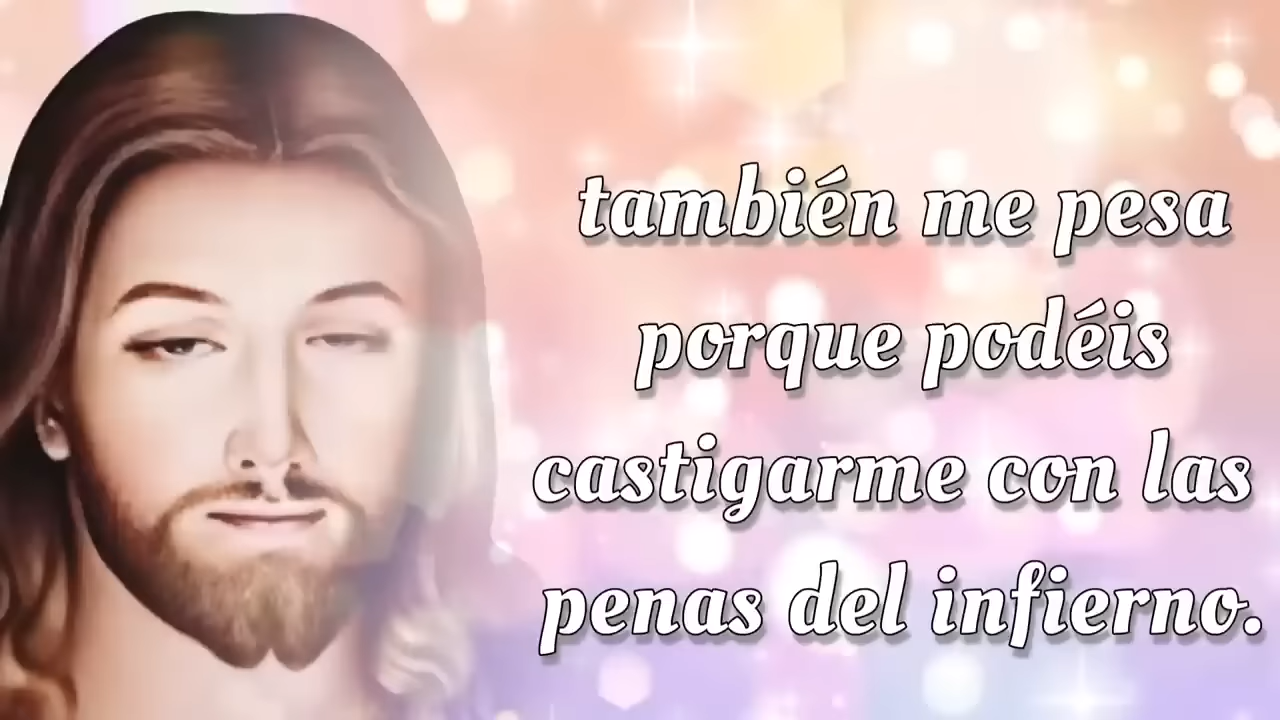 también me pesa
porque podéis
castigarme con las
penas del infierno.